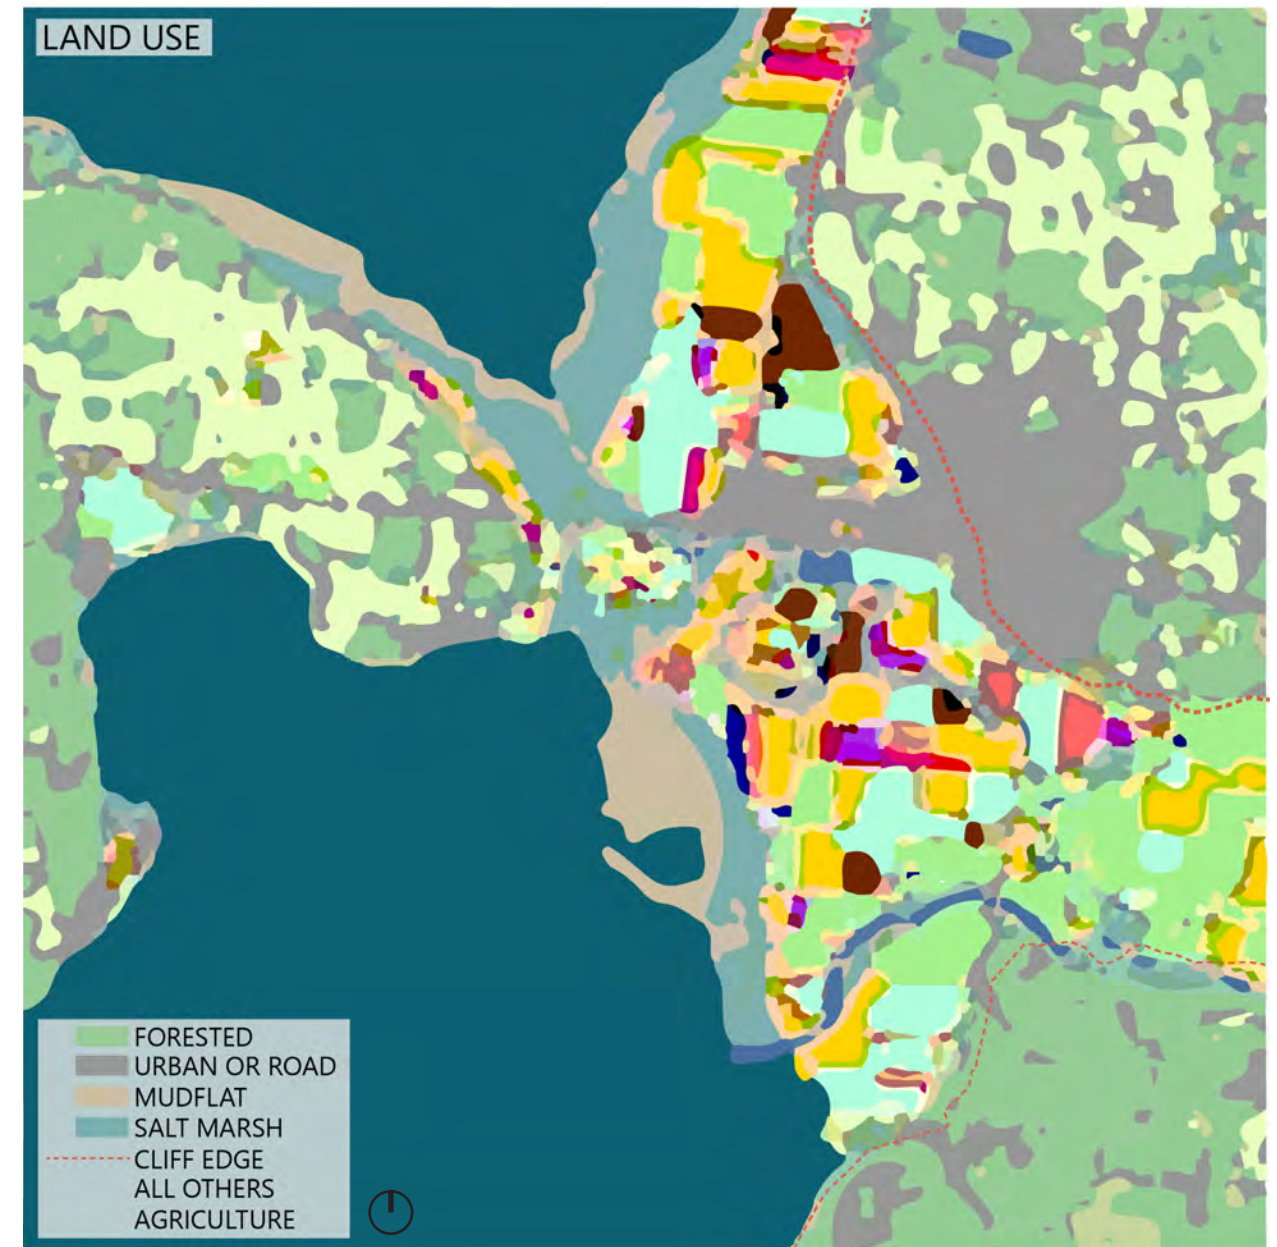 LAND USE
FORESTED
URBAN OR ROAD
MUDFLAT
SALT MARSH
CLIFF EDGE
ALL OTHERS
AGRICULTURE